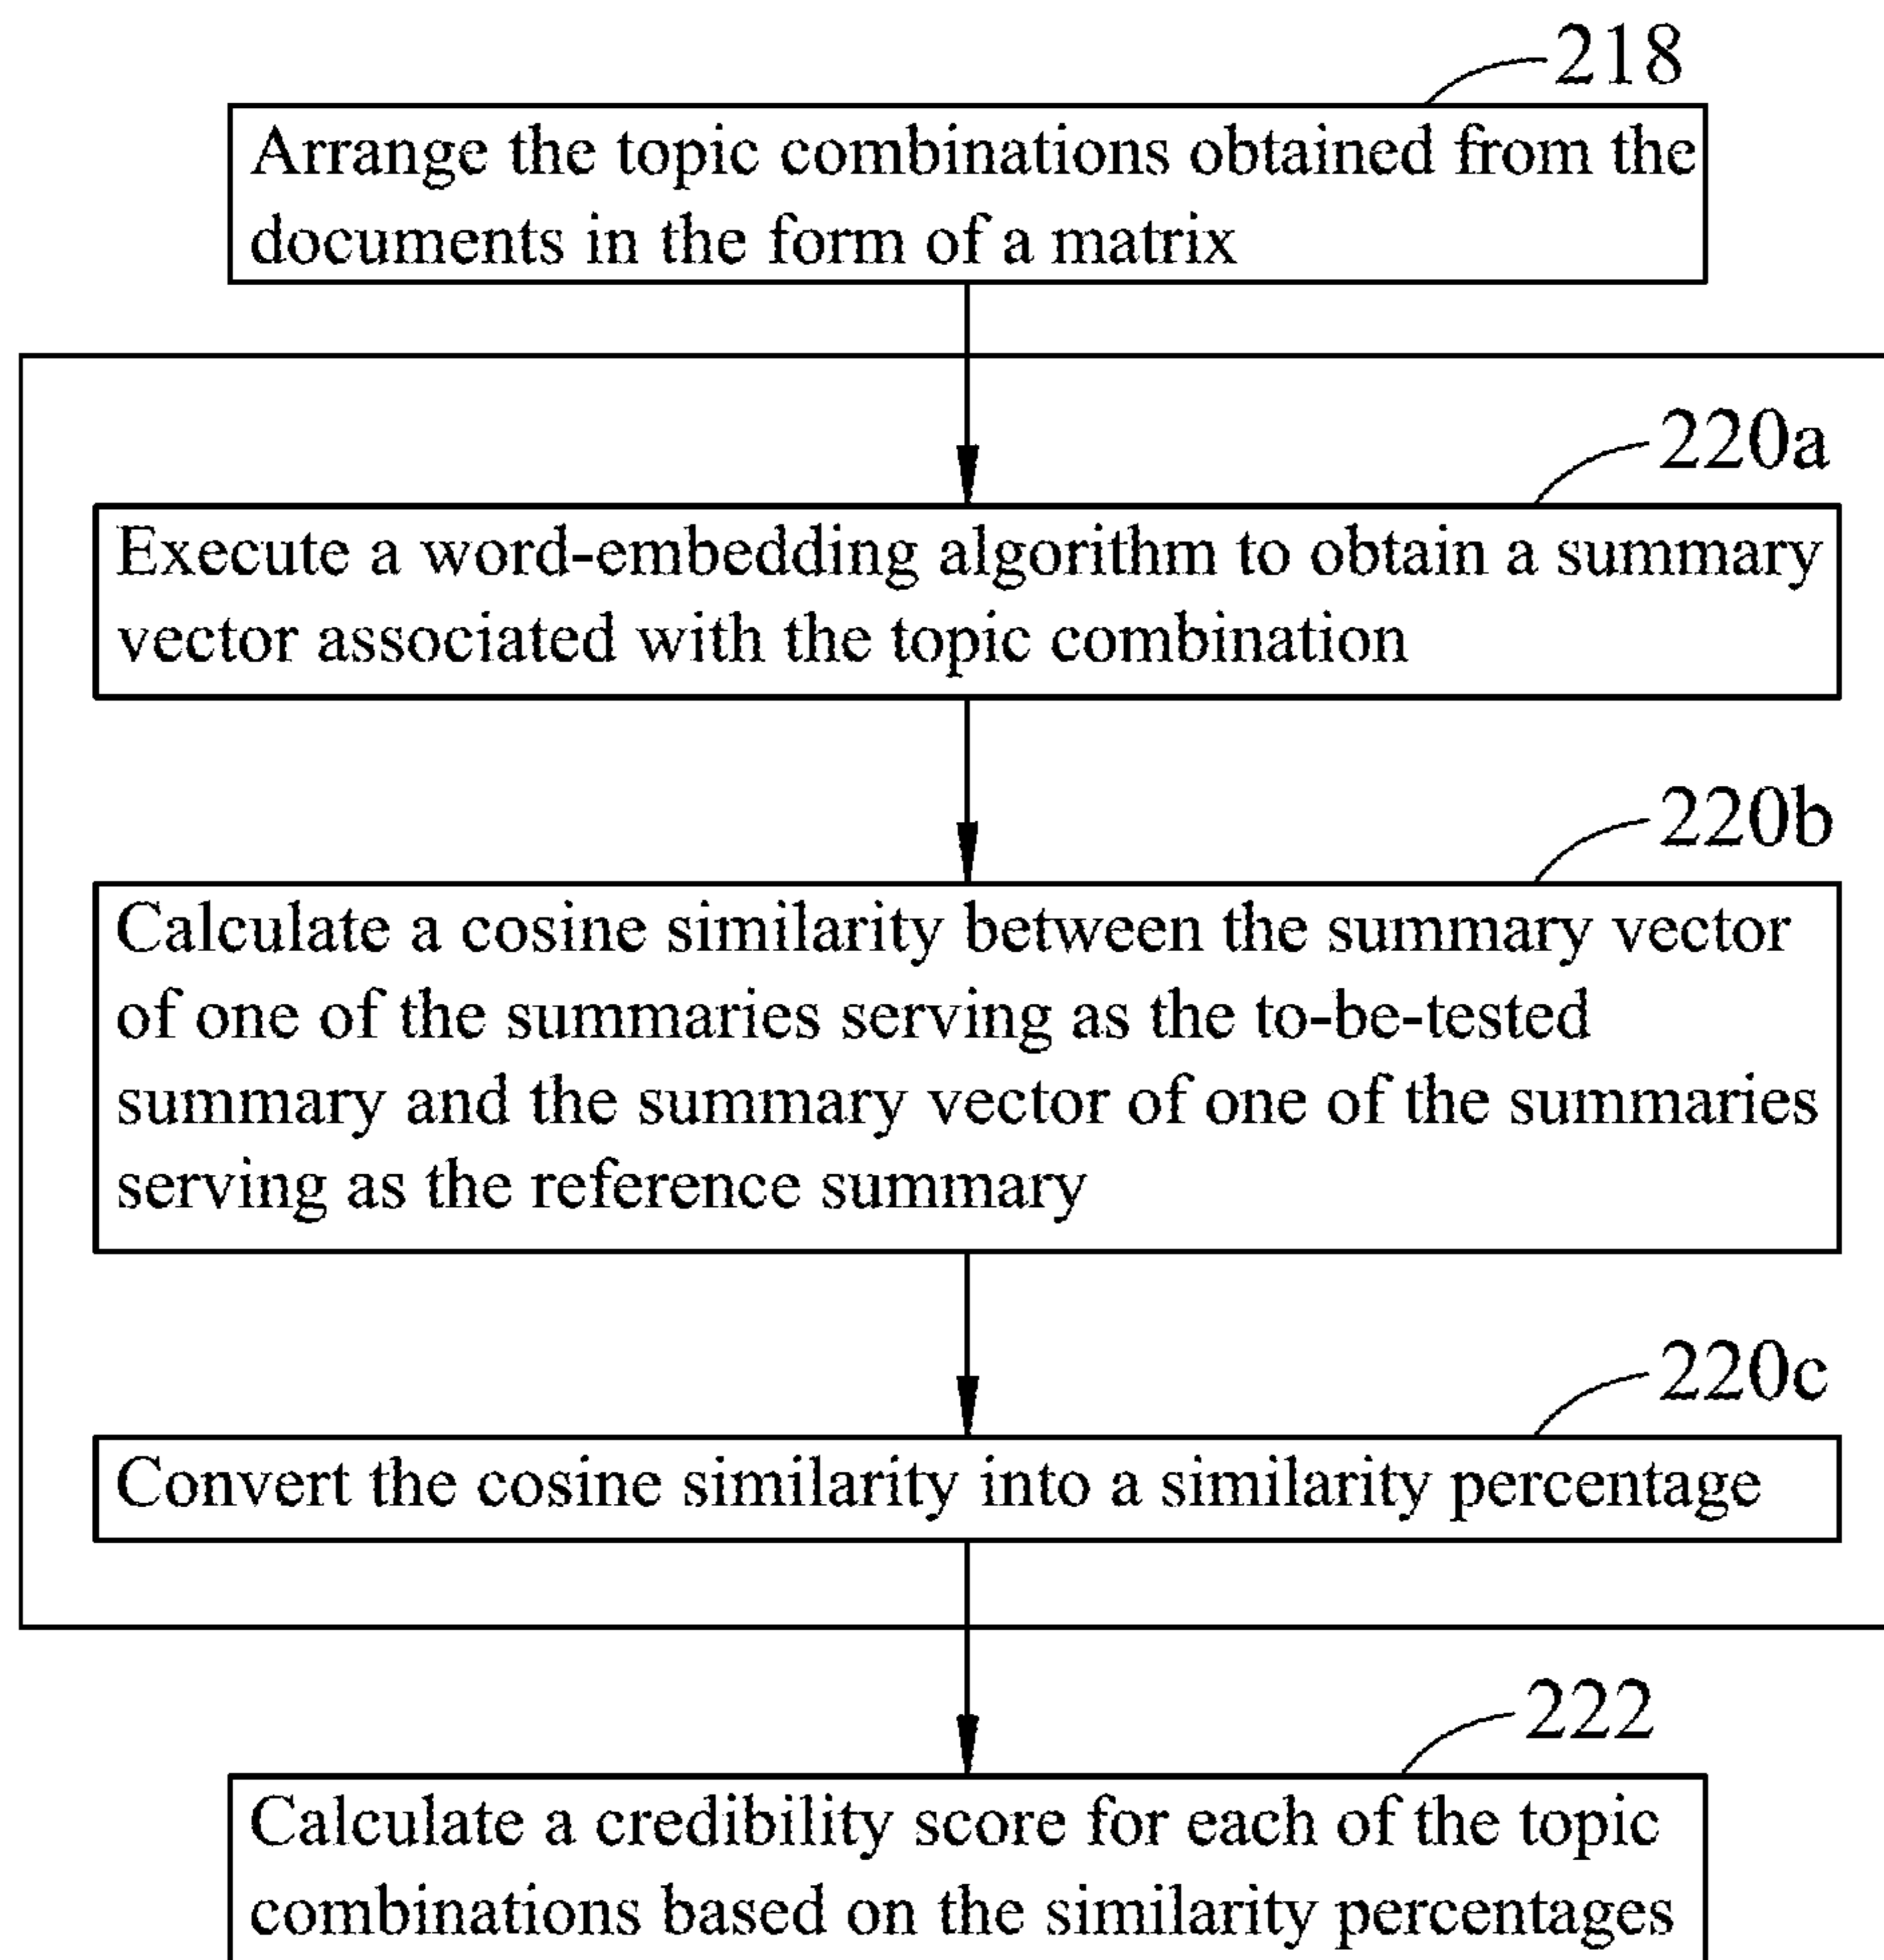 218
Arrange the topic combinations obtained from the
documents in the form of a matrix
220a
Execute a word-embedding algorithm to obtain a summary
vector associated with the topic combination
220b
Calculate a cosine similarity between the summary vector
of one of the summaries serving as the to-be-tested
summary and the summary vector of one of the summaries
serving as the reference summary
220c
Convert the cosine similarity into a similarity percentage
222
Calculate a credibility score for each of the topic
combinations based on the similarity percentages